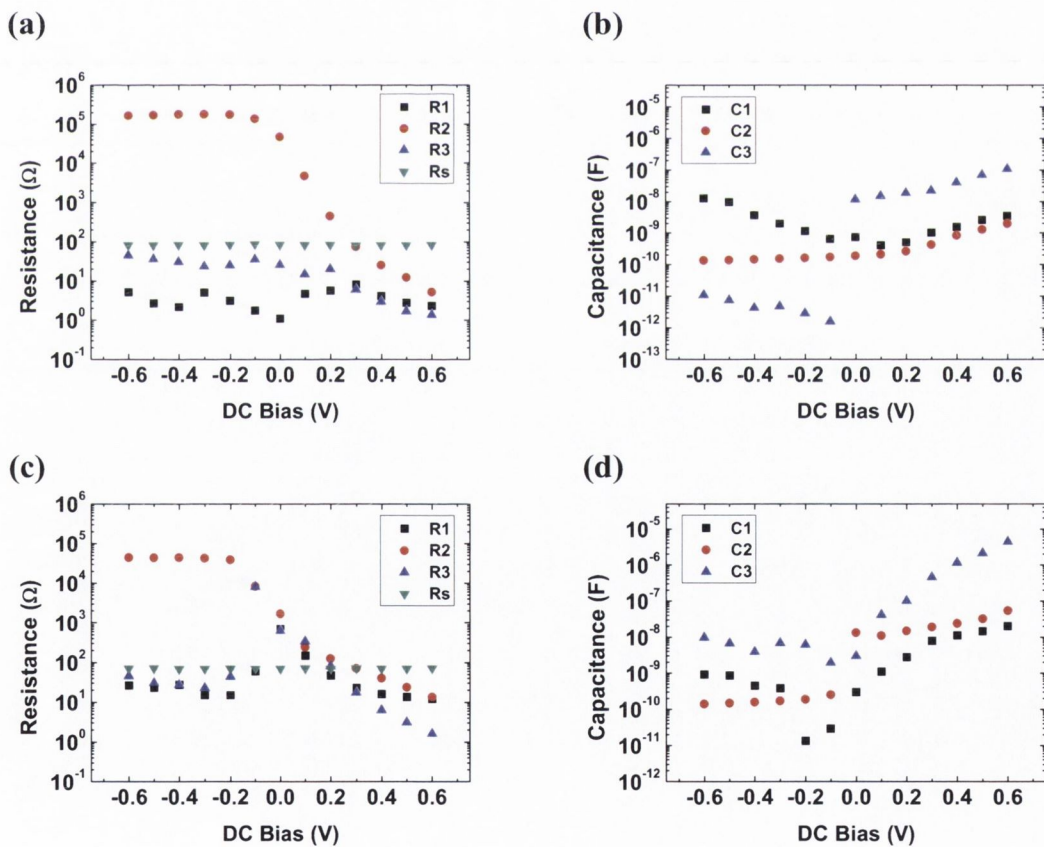 (a)
10^6
10^5
10^4
10^3
10^2
10^1
10^0
10^-1
Resistance (Ω)
R1
R2
R3
Rs
-0.6 -0.4 -0.2 0.0 0.2 0.4 0.6
DC Bias (V)
(b)
10^-5
10^-6
10^-7
10^-8
10^-9
10^-10
10^-11
10^-12
10^-13
Capacitance (F)
C1
C2
C3
-0.6 -0.4 -0.2 0.0 0.2 0.4 0.6
DC Bias (V)
(c)
10^6
10^5
10^4
10^3
10^2
10^1
10^0
10^-1
Resistance (Ω)
R1
R2
R3
Rs
-0.6 -0.4 -0.2 0.0 0.2 0.4 0.6
DC Bias (V)
(d)
10^-5
10^-6
10^-7
10^-8
10^-9
10^-10
10^-11
10^-12
Capacitance (F)
C1
C2
C3
-0.6 -0.4 -0.2 0.0 0.2 0.4 0.6
DC Bias (V)